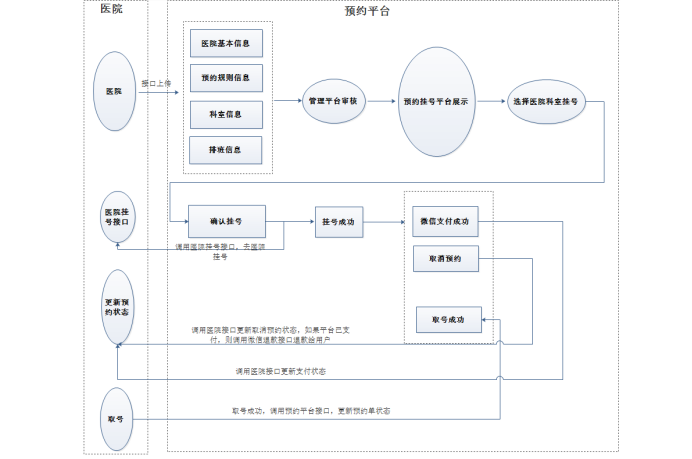 医院
预约平台
医院基本信息
预约规则信息
科室信息
排班信息
医院
接口上传
管理平台审核
预约挂号平台展示
选择医院科室挂号
医院挂
号接口
确认挂号
挂号成功
微信支付成功
取消预约
取号成功
调用医院挂号接口，去医院
挂号
更新预
约状态
调用医院接口更新取消预约的状态，如果平台已支
付，则调用微信退款接口退款给用户
调用医院接口更新支付状态
取号
取号成功，调用预约平台接口，更新预约单状态